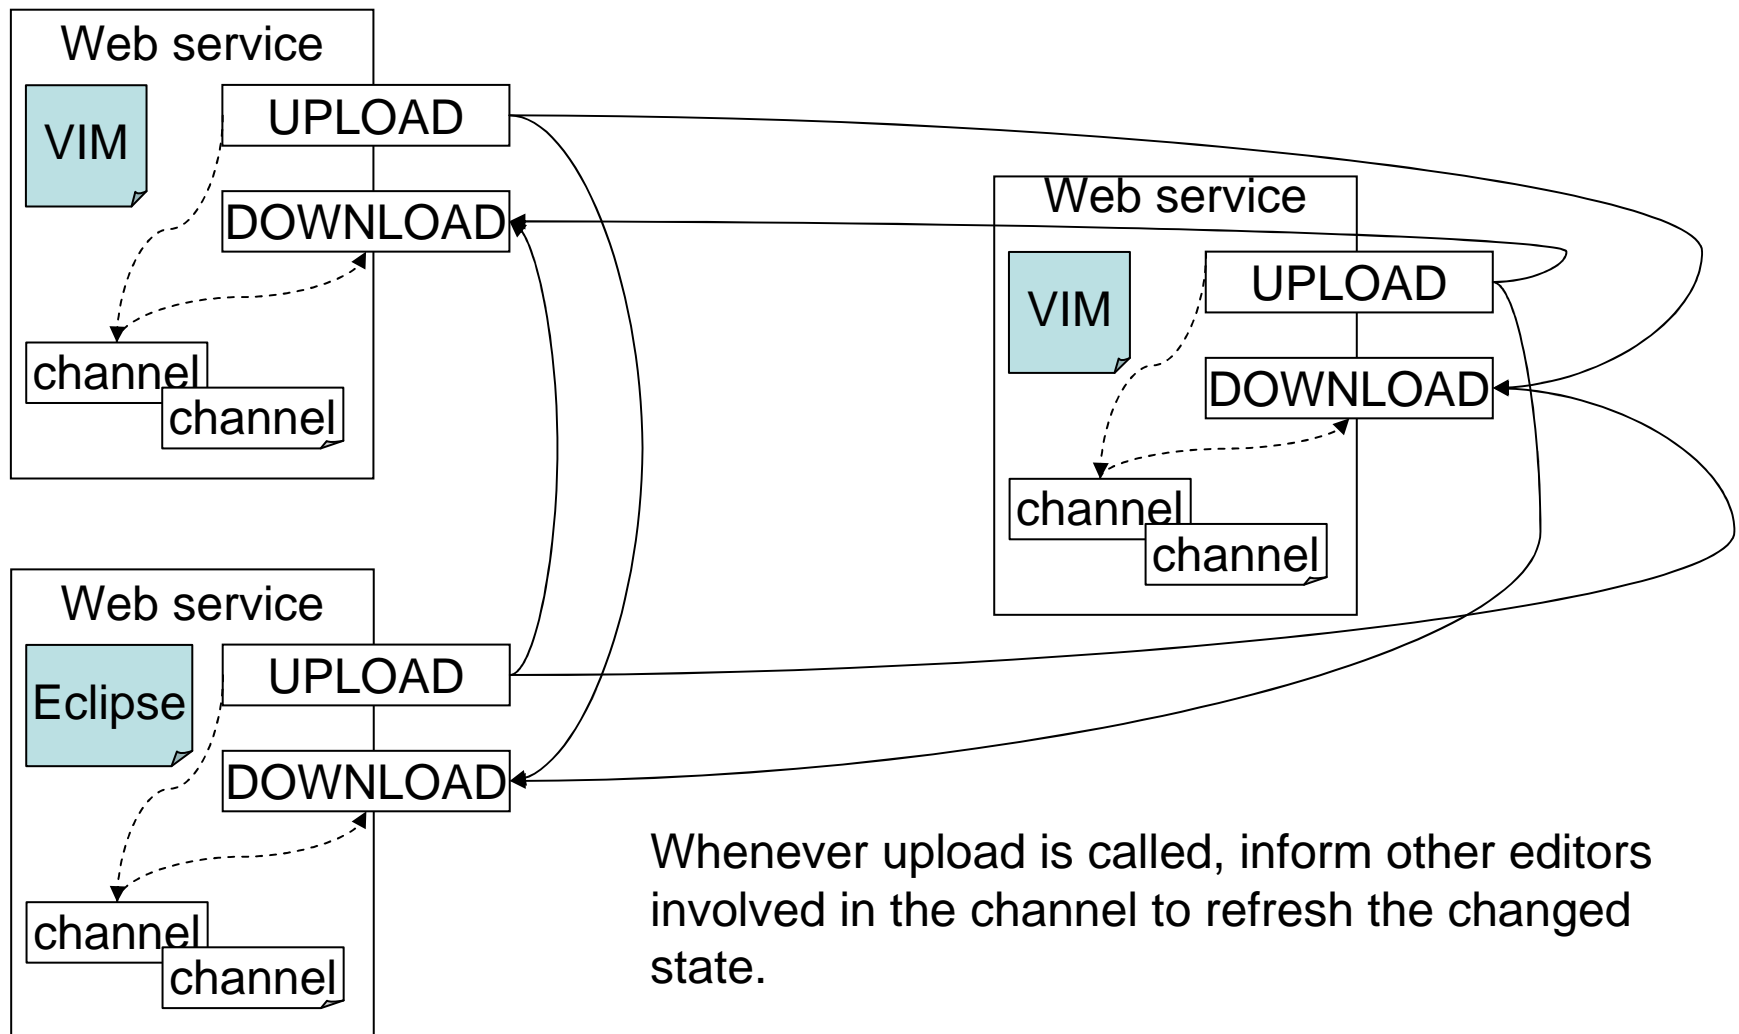 Web service
VIM
UPLOAD
DOWNLOAD
channel
channel
Web service
VIM
UPLOAD
DOWNLOAD
channel
channel
Web service
Eclipse
UPLOAD
DOWNLOAD
channel
channel
Whenever upload is called, inform other editors
involved in the channel to refresh the changed
state.